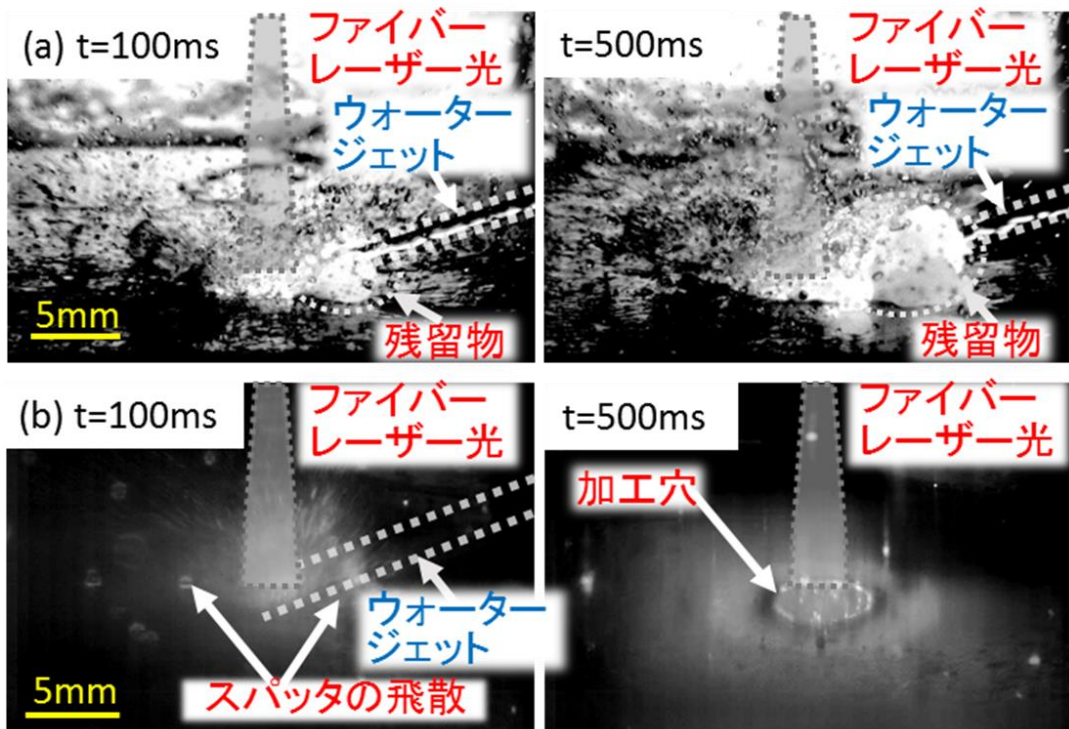 (a) t=100ms
ファイバー
レーザー光
ウォーター
ジェット
残留物
5mm
t=500ms
ファイバー
レーザー光
ウォーター
ジェット
残留物
(b) t=100ms
ファイバー
レーザー光
ウォーター
ジェット
スパッタの飛散
5mm
t=500ms
ファイバー
レーザー光
加工穴